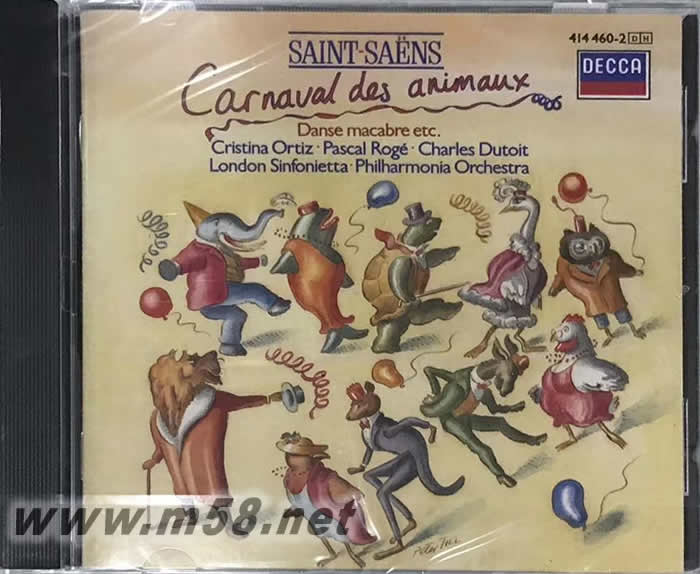 414 460-2 DH
SAINT-SAËNS
DECCA
Carnaval des animaux
Danse macabre etc.
Cristina Ortiz · Pascal Rogé · Charles Dutoit
London Sinfonietta · Philharmonia Orchestra
www.m58.net